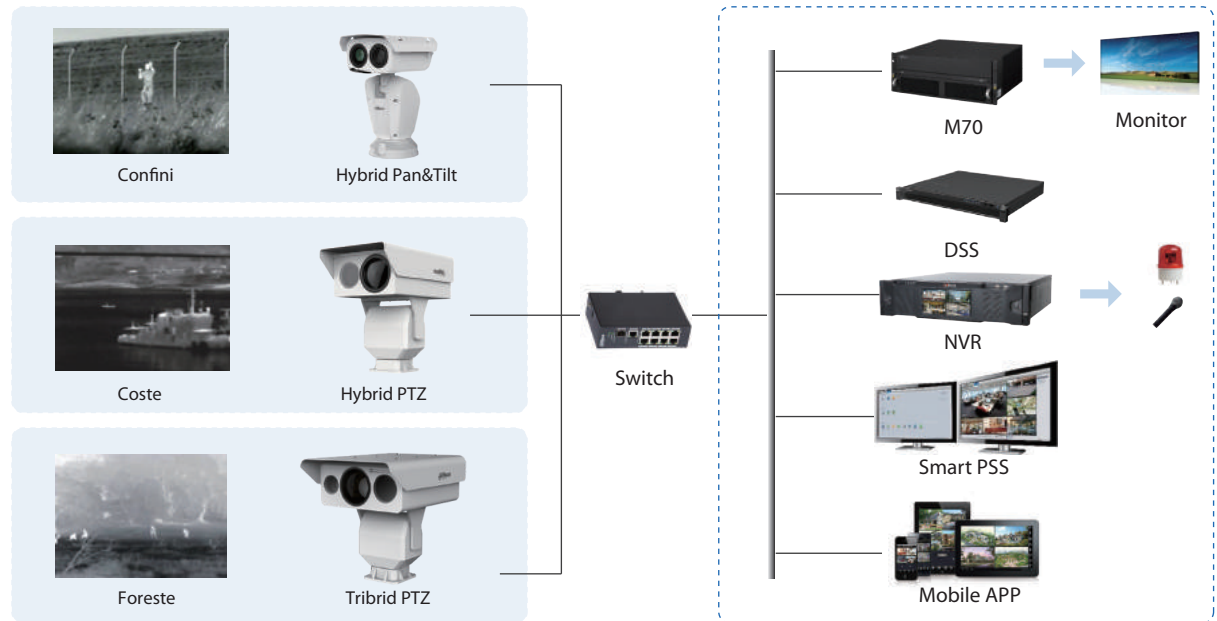 Confini
Hybrid Pan&Tilt
Coste
Hybrid PTZ
Foreste
Tribrid PTZ
Switch
M70
Monitor
DSS
NVR
Smart PSS
Mobile APP